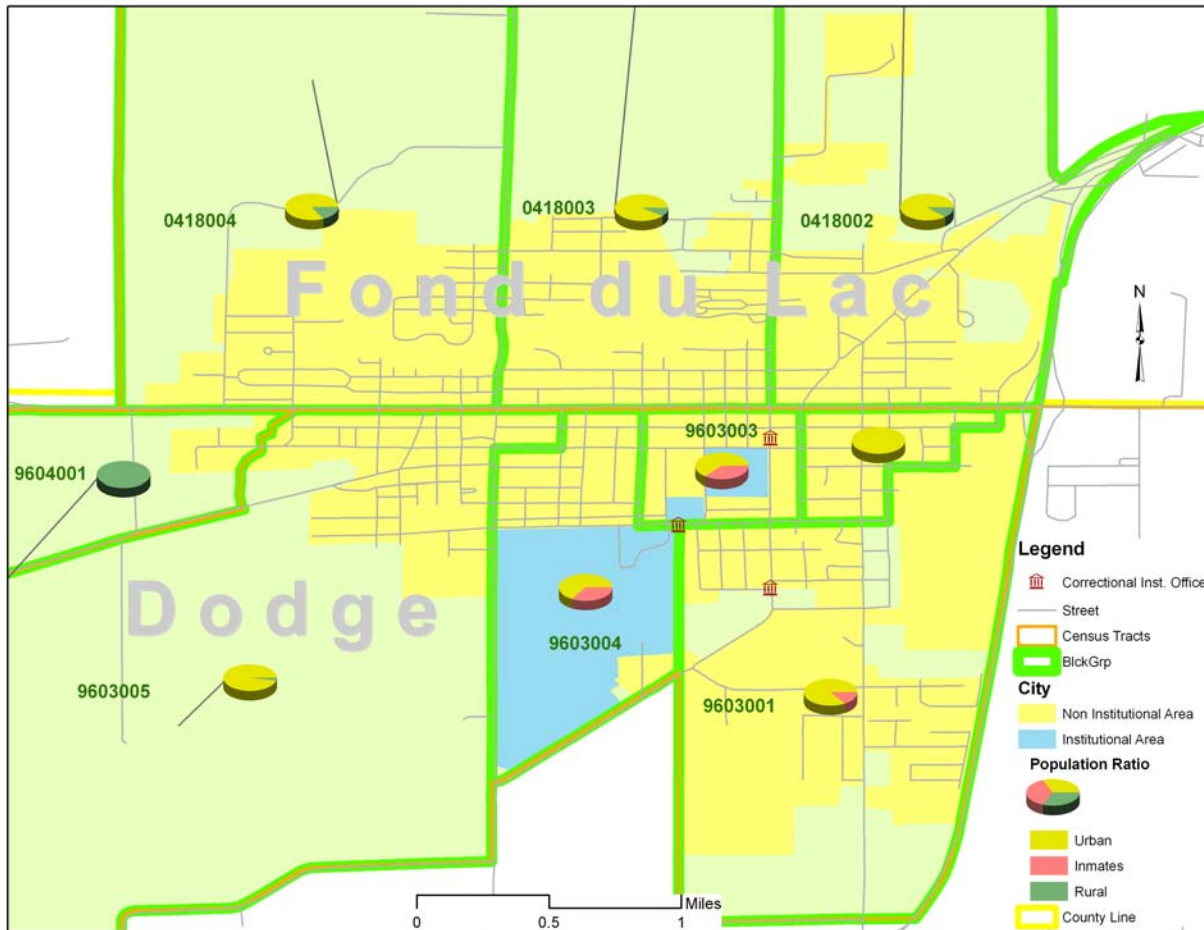 0418004
0418003
0418002
Fond du Lac
N
9603003
9604001
Dodge
9603004
9603005
9603001
Legend
Correctional Inst. Office
Street
Census Tracts
BlckGrp
City
Non Institutional Area
Institutional Area
Population Ratio
Urban
Inmates
Rural
County Line
Miles
0 0.5 1